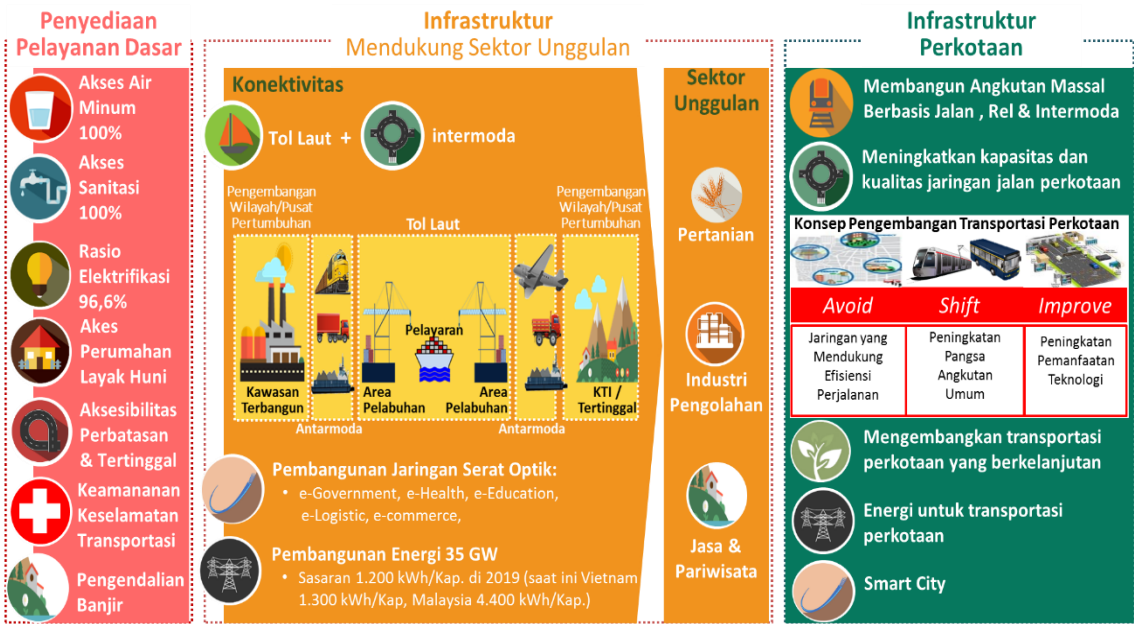 Penyediaan
Pelayanan Dasar
Akses Air
Minum
100%
Akses
Sanitasi
100%
Rasio
Elektrifikasi
96,6%
Akes
Perumahan
Layak Huni
Aksesibilitas
Perbatasan
& Tertinggal
Keamananan
Keselamatan
Transportasi
Pengendalian
Banjir
Infrastruktur
Mendukung Sektor Unggulan
Konektivitas
Tol Laut + intermoda
Pengembangan
Wilayah/Pusat
Pertumbuhan
Tol Laut
Pengembangan
Wilayah/Pusat
Pertumbuhan
Pelayaran
Kawasan
Terbangun
Area
Pelabuhan
Area
Pelabuhan
KTI /
Tertinggal
Antarmoda
Antarmoda
Pembangunan Jaringan Serat Optik:
• e-Government, e-Health, e-Education,
e-Logistic, e-commerce,
Pembangunan Energi 35 GW
• Sasaran 1.200 kWh/Kap. di 2019 (saat ini Vietnam
1.300 kWh/Kap, Malaysia 4.400 kWh/Kap.)
Sektor
Unggulan
Pertanian
Industri
Pengolahan
Jasa &
Pariwisata
Infrastruktur
Perkotaan
Membangun Angkutan Massal
Berbasis Jalan , Rel & Intermoda
Meningkatkan kapasitas dan
kualitas jaringan jalan perkotaan
Konsep Pengembangan Transportasi Perkotaan
Avoid
Shift
Improve
Jaringan yang
Mendukung
Efisiensi
Perjalanan
Peningkatan
Pangsa
Angkutan
Umum
Peningkatan
Pemanfaatan
Teknologi
Mengembangkan transportasi
perkotaan yang berkelanjutan
Energi untuk transportasi
perkotaan
Smart City